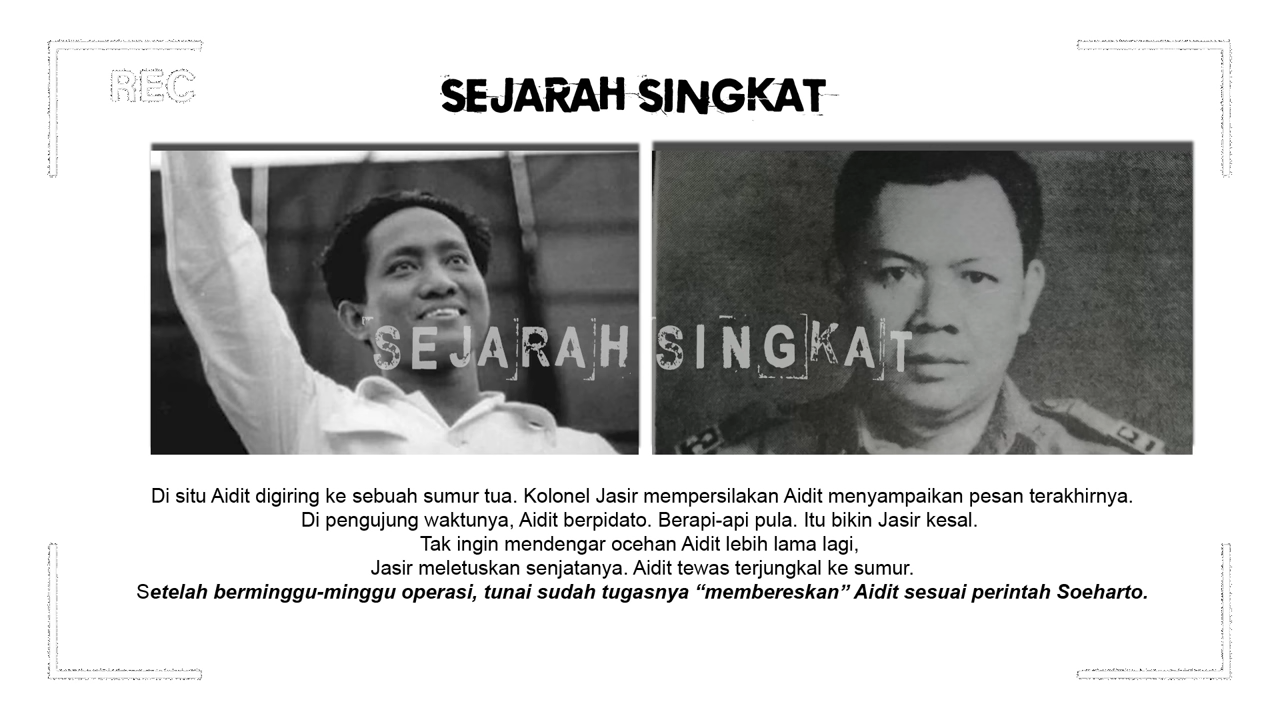 REC
SEJARAH SINGKAT
SEJARAH SINGKAT
Di situ Aidit digiring ke sebuah sumur tua. Kolonel Jasir mempersilakan Aidit menyampaikan pesan terakhirnya.
Di pengujung waktunya, Aidit berpidato. Berapi-api pula. Itu bikin Jasir kesal.
Tak ingin mendengar ocehan Aidit lebih lama lagi,
Jasir meletuskan senjatanya. Aidit tewas terjungkal ke sumur.
Setelah berminggu-minggu operasi, tunai sudah tugasnya “membereskan” Aidit sesuai perintah Soeharto.